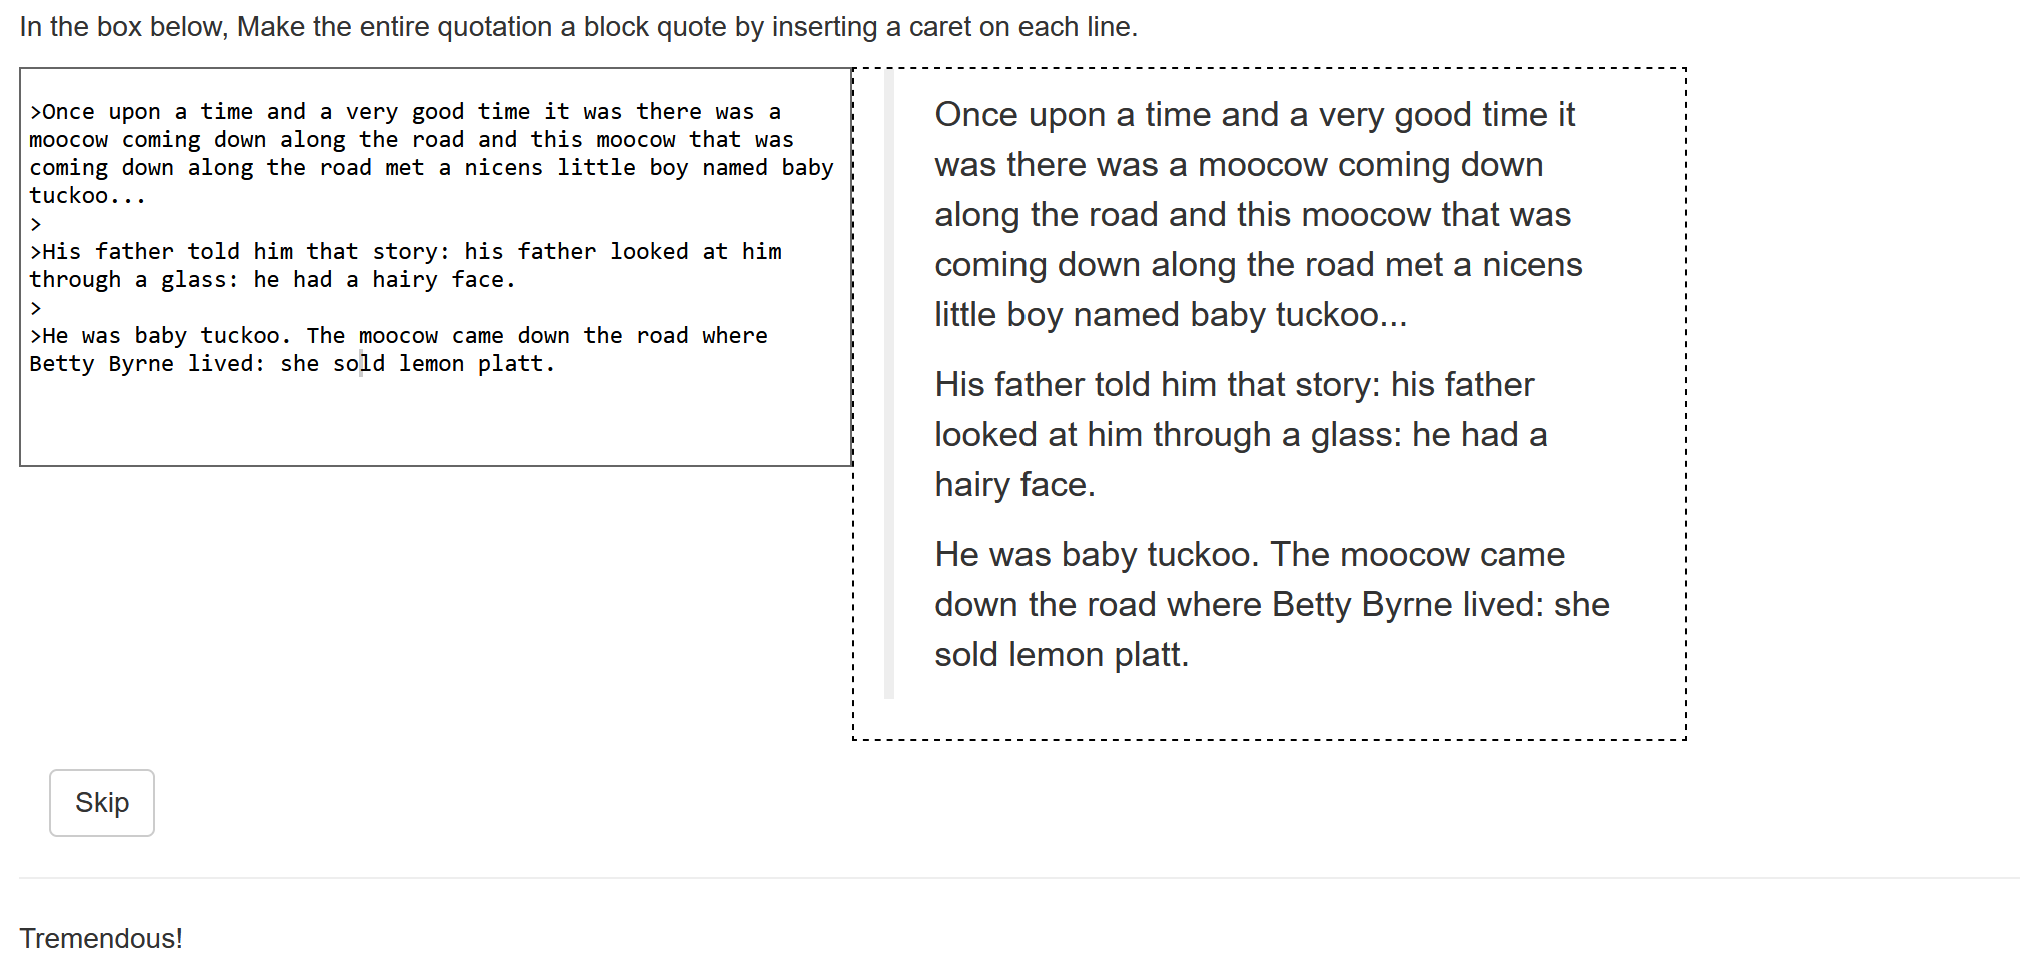 In the box below, Make the entire quotation a block quote by inserting a caret on each line.
>Once upon a time and a very good time it was there was a
moocow coming down along the road and this moocow that was
coming down along the road met a nicens little boy named baby
tuckoo...
>
>His father told him that story: his father looked at him
through a glass: he had a hairy face.
>
>He was baby tuckoo. The moocow came down the road where
Betty Byrne lived: she sold lemon platt.
Once upon a time and a very good time it
was there was a moocow coming down
along the road and this moocow that was
coming down along the road met a nicens
little boy named baby tuckoo...
His father told him that story: his father
looked at him through a glass: he had a
hairy face.
He was baby tuckoo. The moocow came
down the road where Betty Byrne lived: she
sold lemon platt.
Skip
Tremendous!